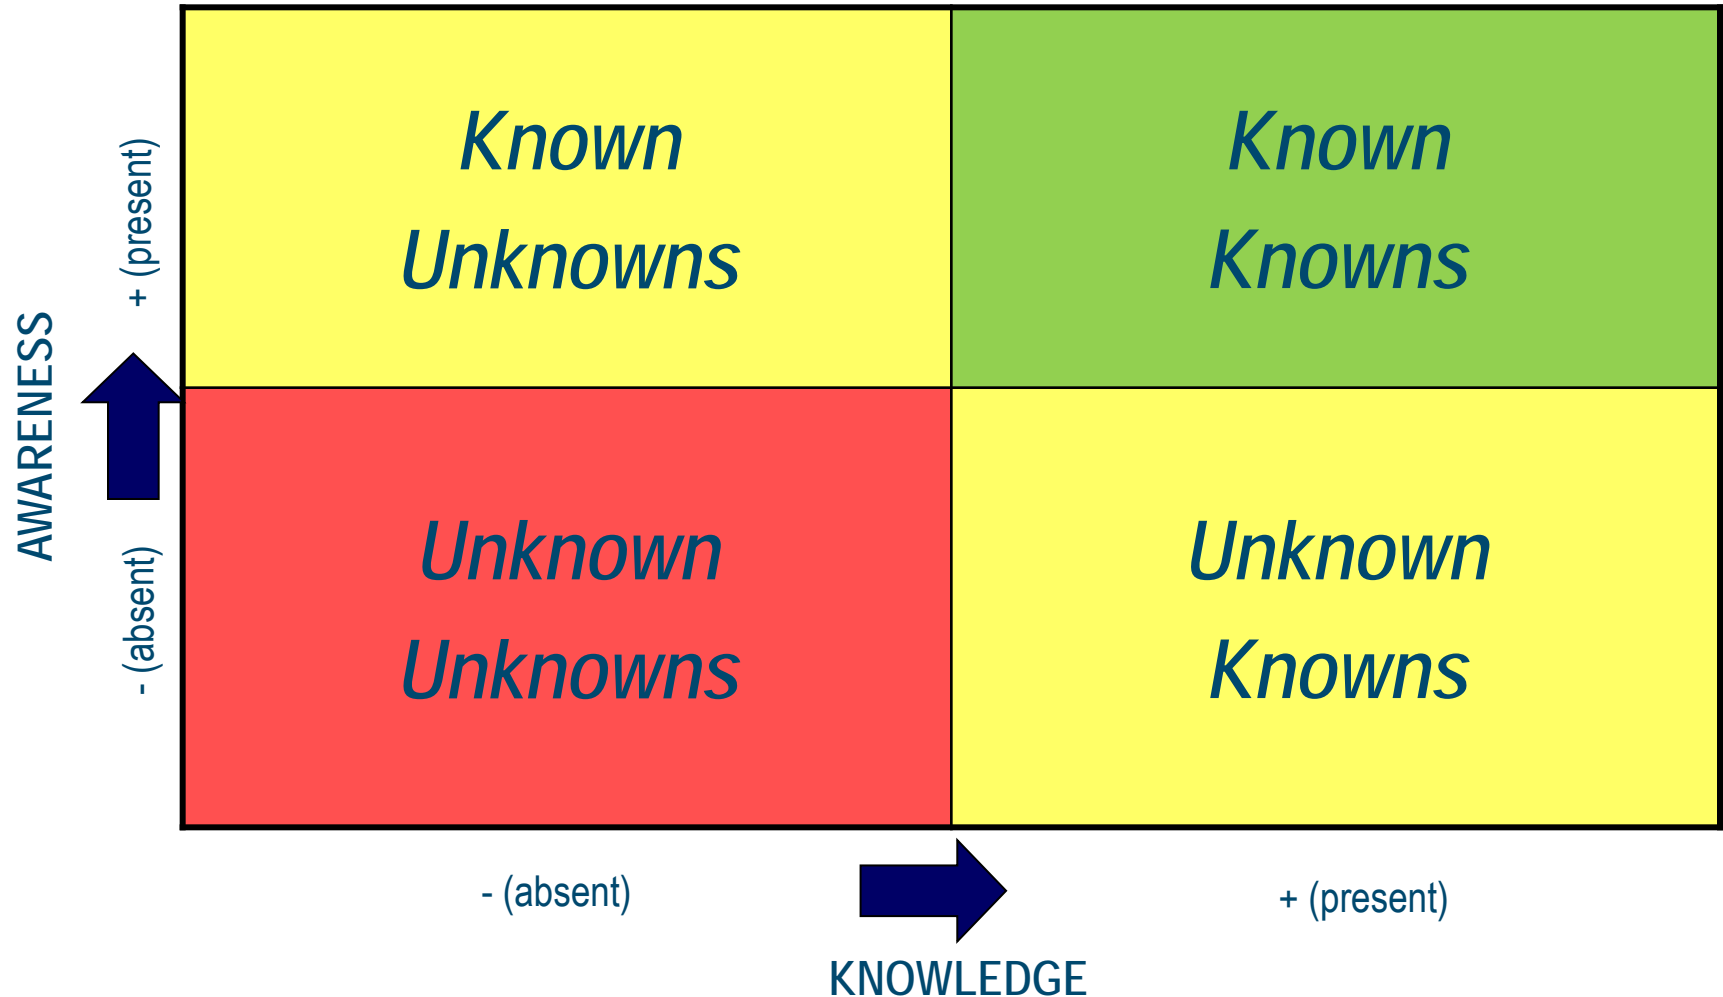 Known
Unknowns
Known
Knowns
Unknown
Unknowns
Unknown
Knowns
AWARENESS
+ (present)
- (absent)
- (absent)
+ (present)
KNOWLEDGE